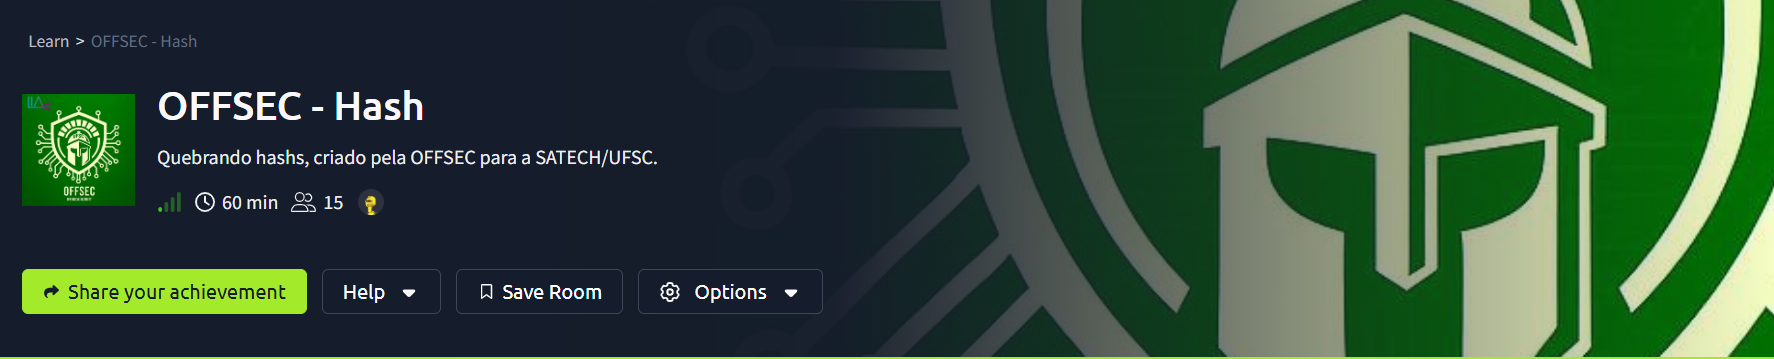 Learn > OFFSEC - Hash
OFFSEC - Hash
Quebrando hashs, criado pela OFFSEC para a SATECH/UFSC.
60 min 15
OFFSEC
Share your achievement Help Save Room Options